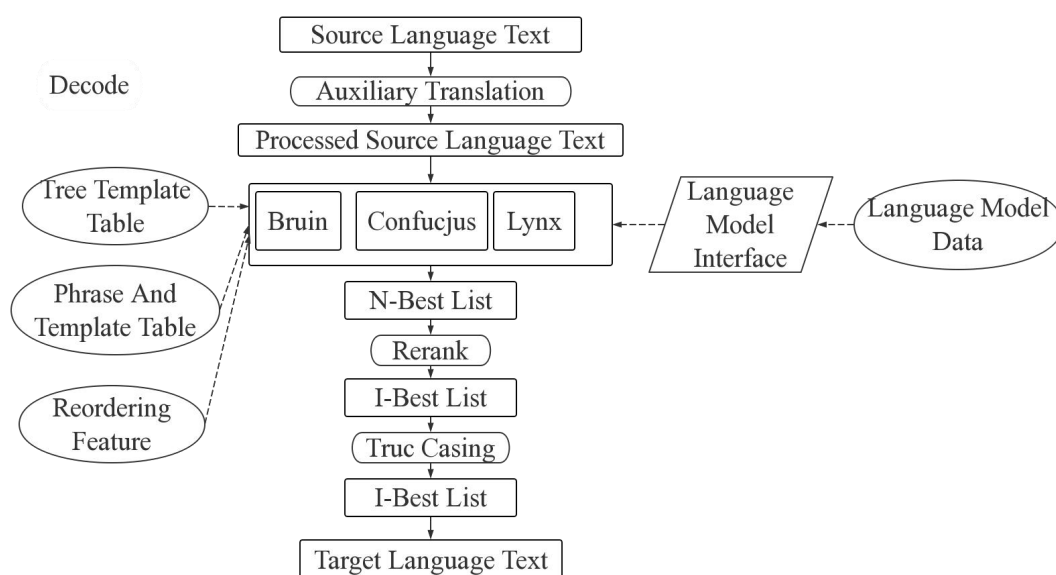 Source Language Text
Decode
Auxiliary Translation
Processed Source Language Text
Tree Template
Table
Bruin
Confucjus
Lynx
Language
Model
Interface
Language Model
Data
Phrase And
Template Table
N-Best List
Rerank
Reordering
Feature
I-Best List
Truc Casing
I-Best List
Target Language Text